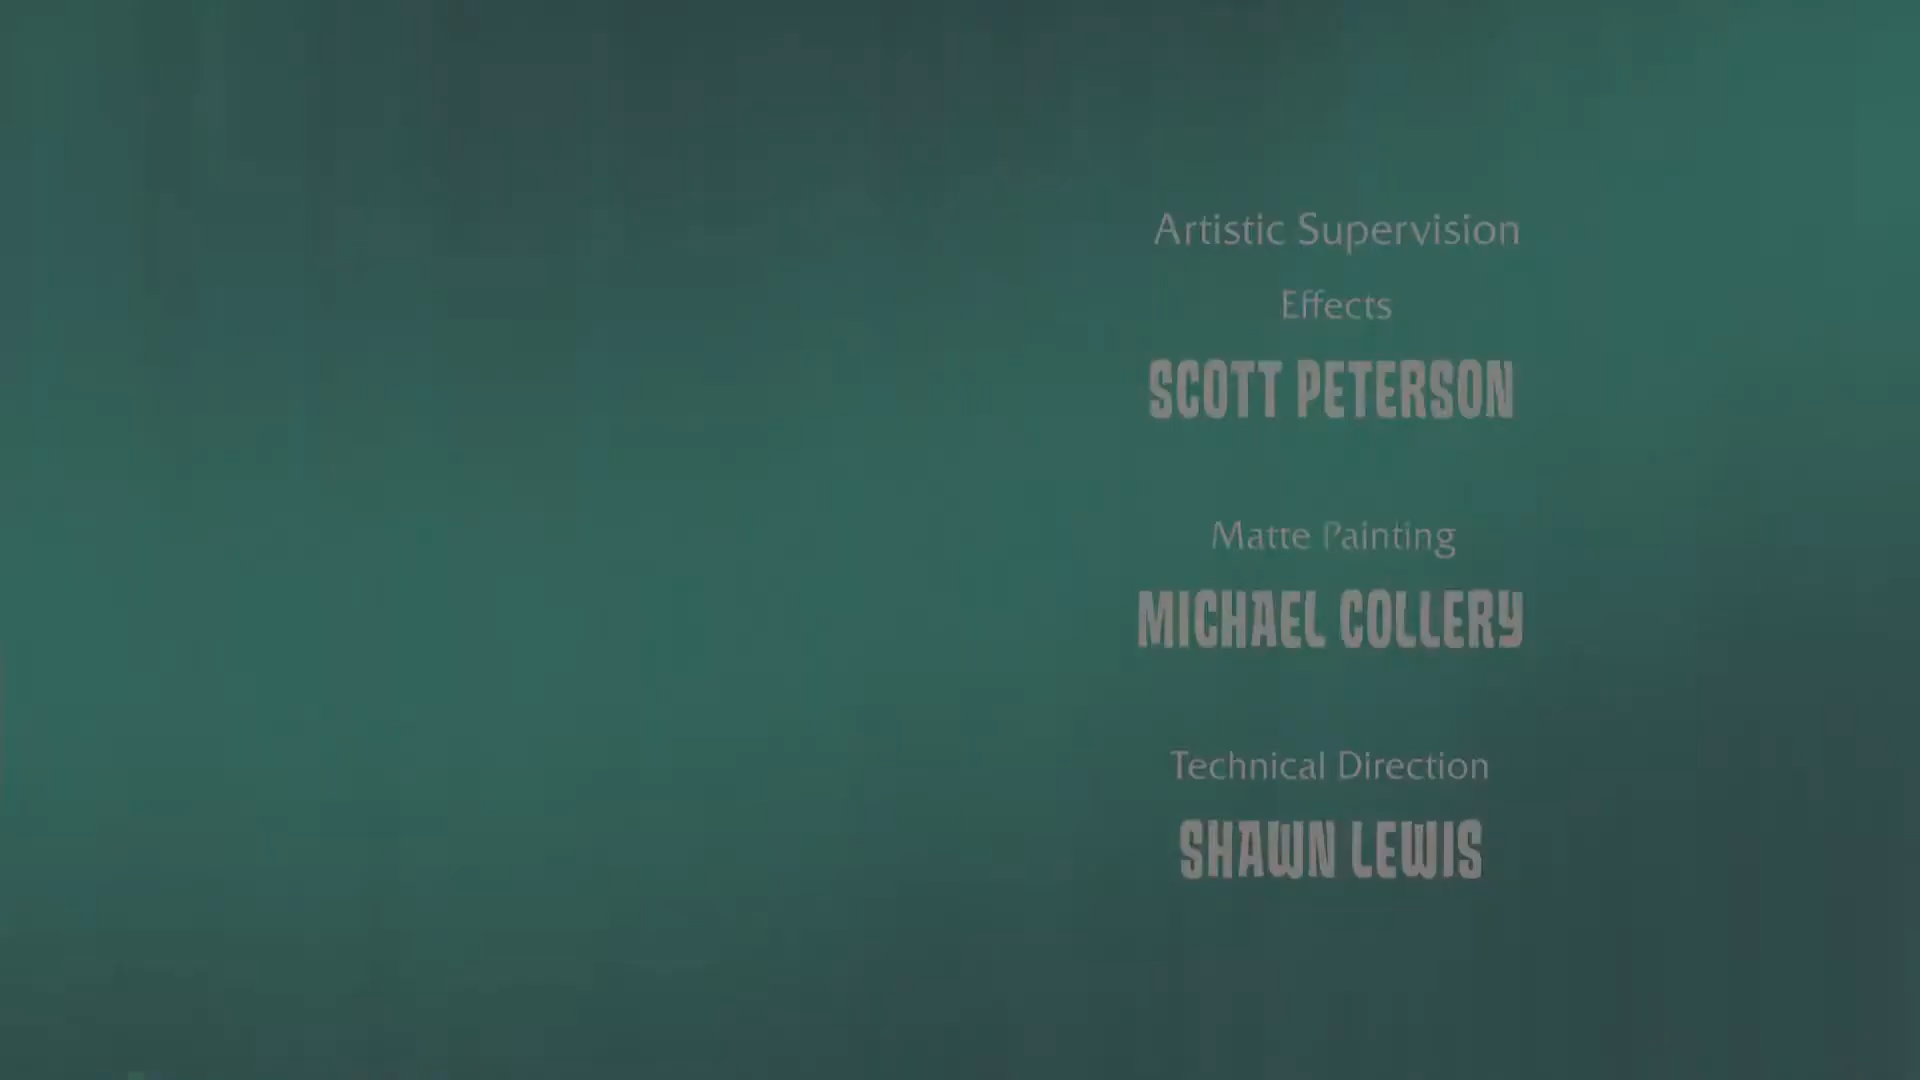 Artistic Supervision
Effects
SCOTT PETERSON
Matte Painting
MICHAEL COLLERY
Technical Direction
SHAWN LEWIS